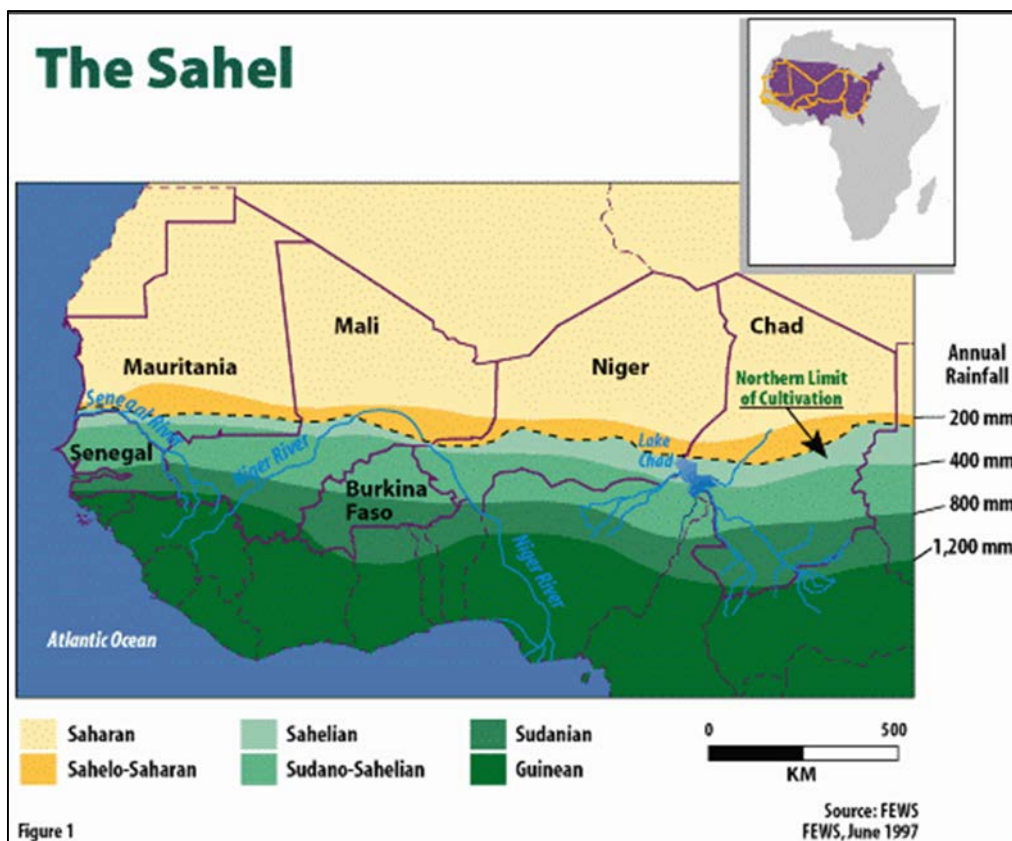 The Sahel
Mali
Chad
Mauritania
Niger
Annual
Rainfall
Northern Limit
of Cultivation
200 mm
Senegal River
Lake
Chad
400 mm
Senegal
Niger River
Burkina
Faso
800 mm
Niger River
1,200 mm
Atlantic Ocean
Saharan
Sahelian
Sudanian
Sahelo-Saharan
Sudano-Sahelian
Guinean
0 500
KM
Source: FEWS
Figure 1
FEWS, June 1997